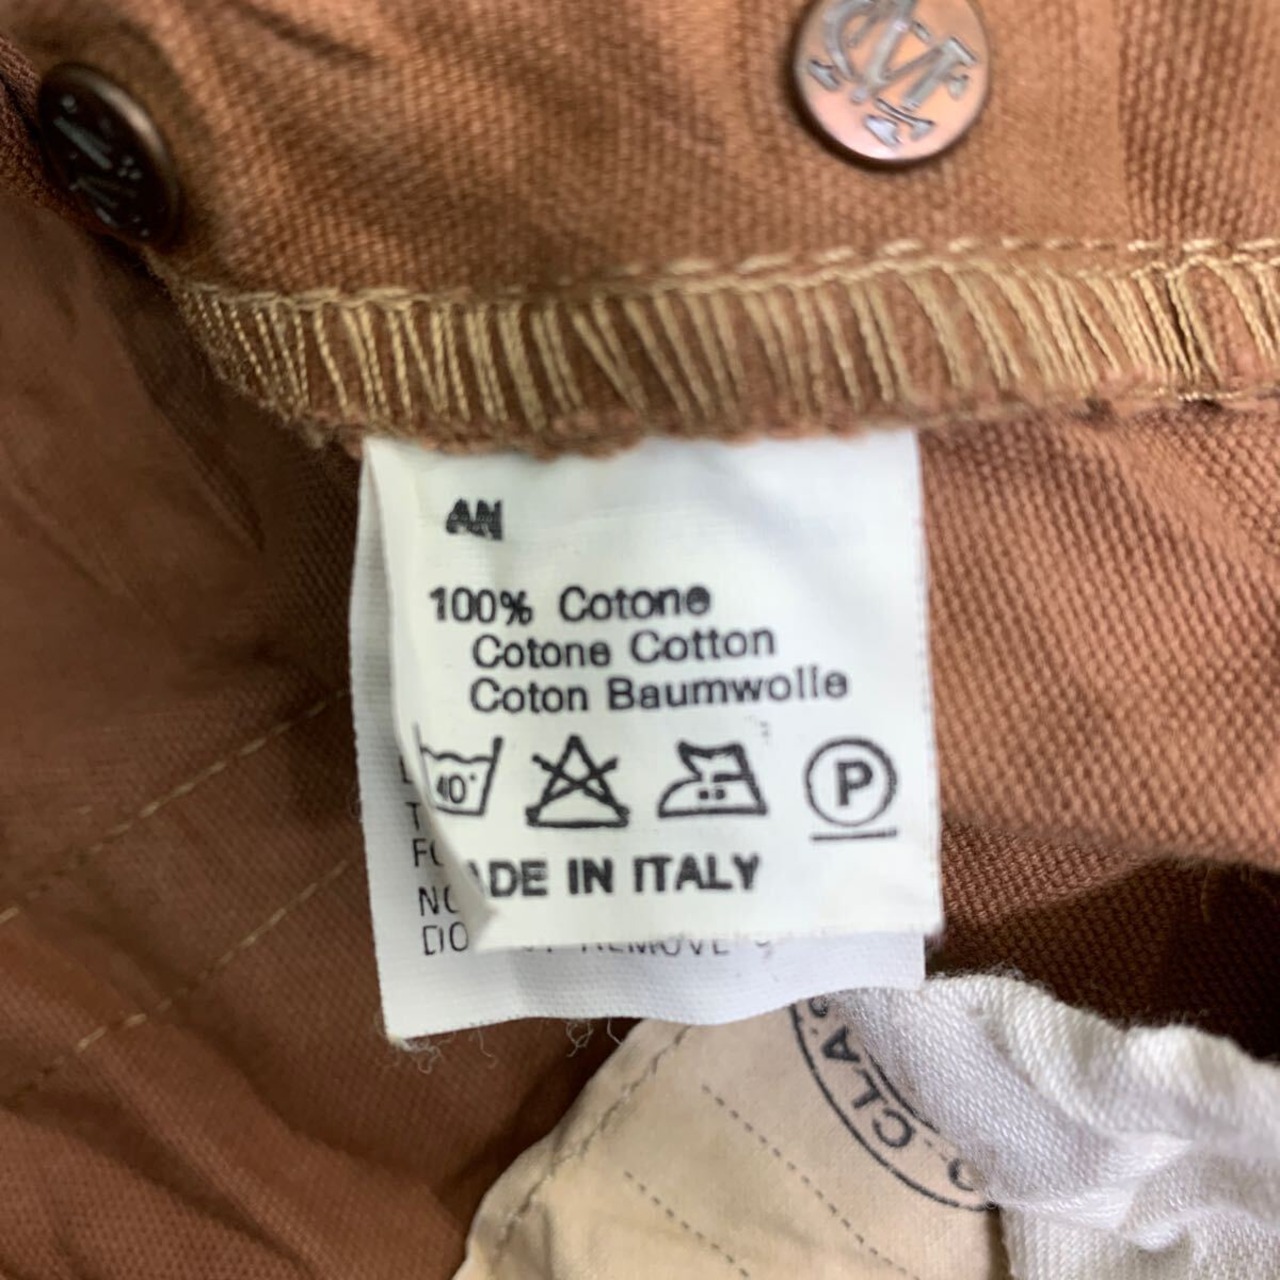 AN
100% Cotone
Cotone Cotton
Coton Baumwolle
40°
P
ADE IN ITALY